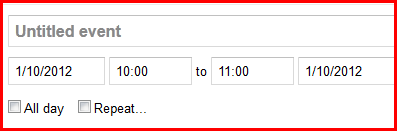 Untitled event
1/10/2012 10:00 to 11:00 1/10/2012
All day Repeat...